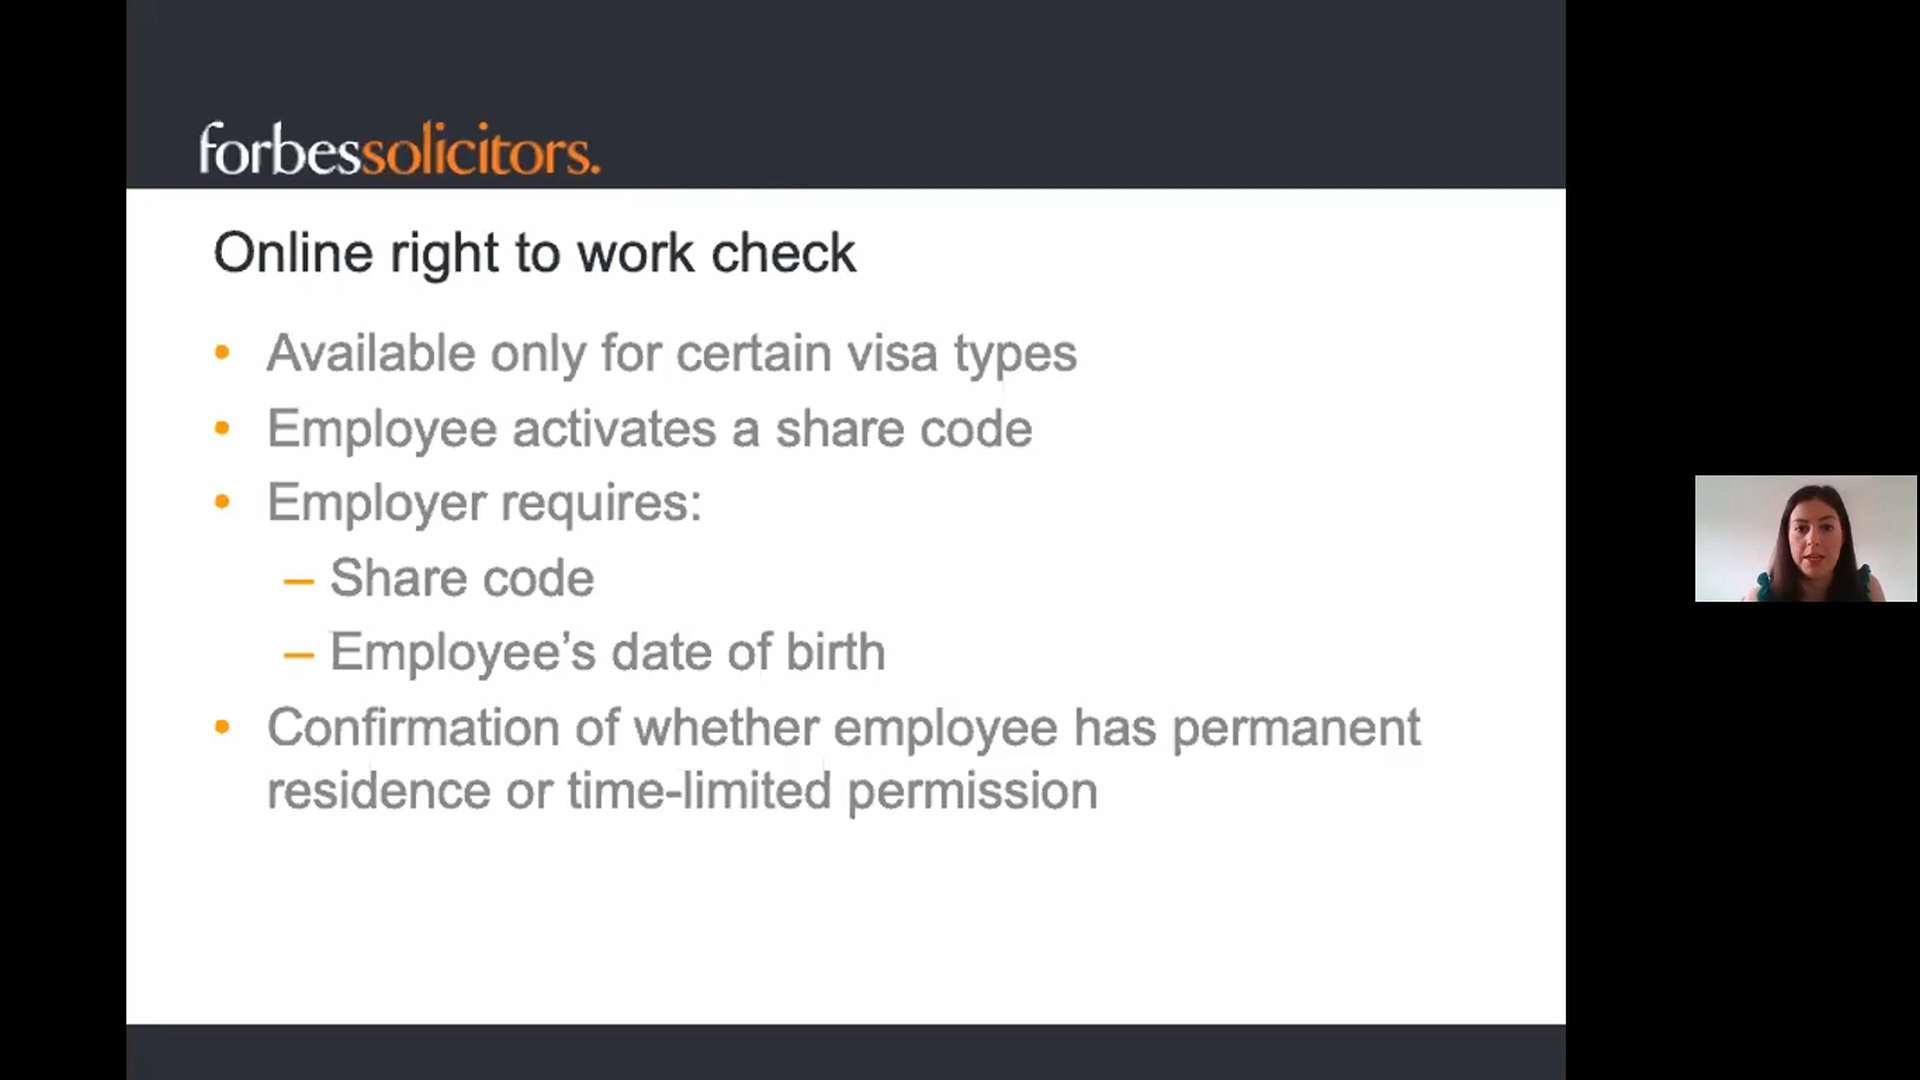 forbessolicitors.
Online right to work check
• Available only for certain visa types
• Employee activates a share code
• Employer requires:
– Share code
– Employee’s date of birth
• Confirmation of whether employee has permanent
residence or time-limited permission